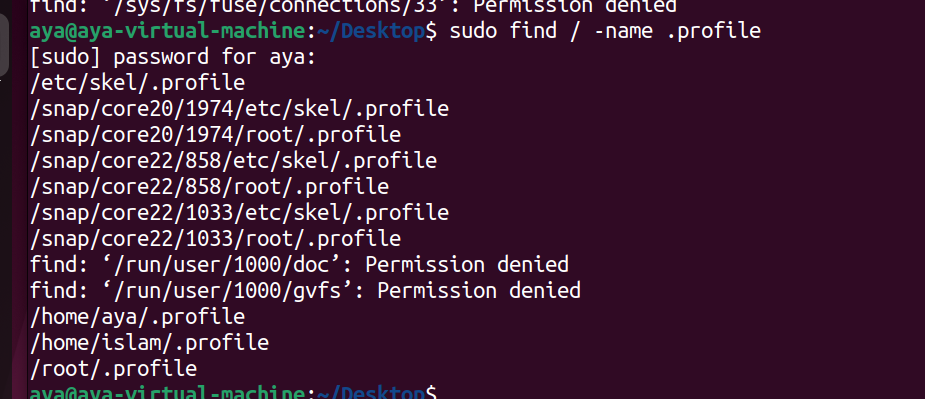 find: ‘/sys/fs/fuse/connections/33’: Permission denied
aya@aya-virtual-machine:~/Desktop$ sudo find / -name .profile
[sudo] password for aya:
/etc/skel/.profile
/snap/core20/1974/etc/skel/.profile
/snap/core20/1974/root/.profile
/snap/core22/858/etc/skel/.profile
/snap/core22/858/root/.profile
/snap/core22/1033/etc/skel/.profile
/snap/core22/1033/root/.profile
find: ‘/run/user/1000/doc’: Permission denied
find: ‘/run/user/1000/gvfs’: Permission denied
/home/aya/.profile
/home/islam/.profile
/root/.profile
aya@aya-virtual-machine:~/Desktop$